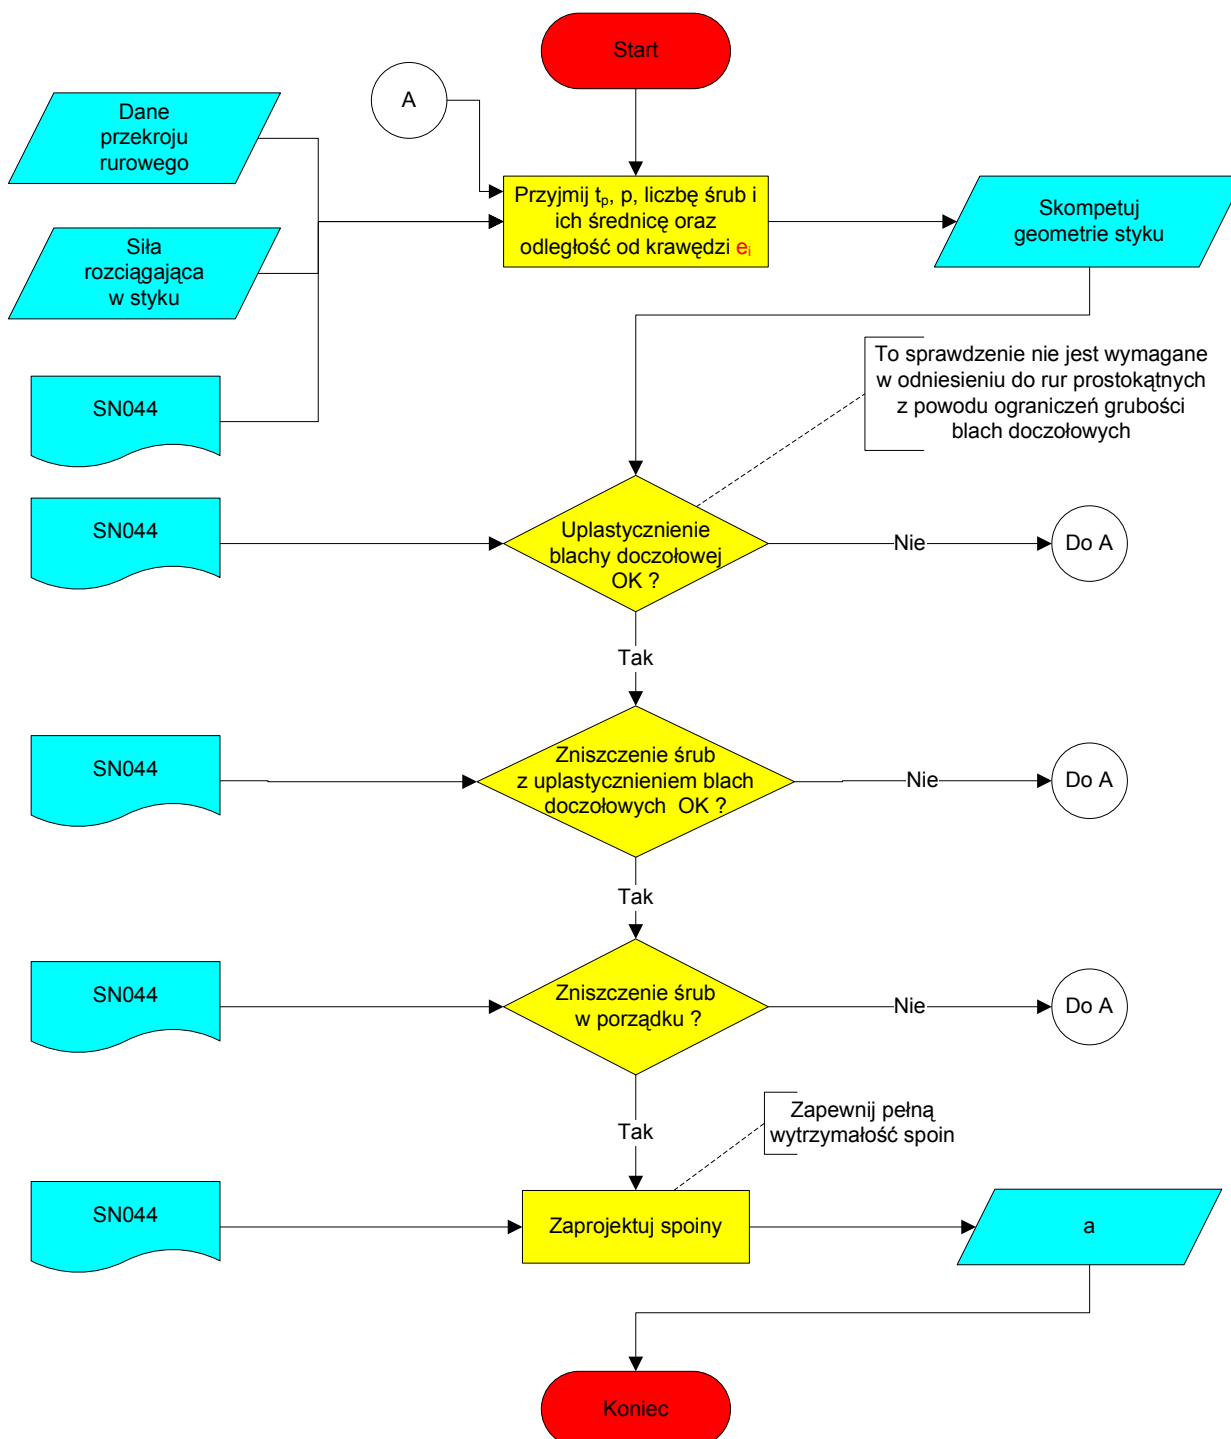 Start
A
Dane
przekroju
rurowego
Przyjmij tₚ, p, liczbę śrub i
ich średnicę oraz
odległość od krawędzi eᵢ
Skompetuj
geometrie styku
Siła
rozciągająca
w styku
To sprawdzenie nie jest wymagane
w odniesieniu do rur prostokątnych
z powodu ograniczeń grubości
blach doczołowych
SN044
SN044
Uplastycznienie
blachy doczołowej
OK ?
Nie
Do A
Tak
SN044
Zniszczenie śrub
z uplastycznieniem blach
doczołowych OK ?
Nie
Do A
Tak
SN044
Zniszczenie śrub
w porządku ?
Nie
Do A
Tak
Zapewnij pełną
wytrzymałość spoin
SN044
Zaprojektuj spoiny
a
Koniec